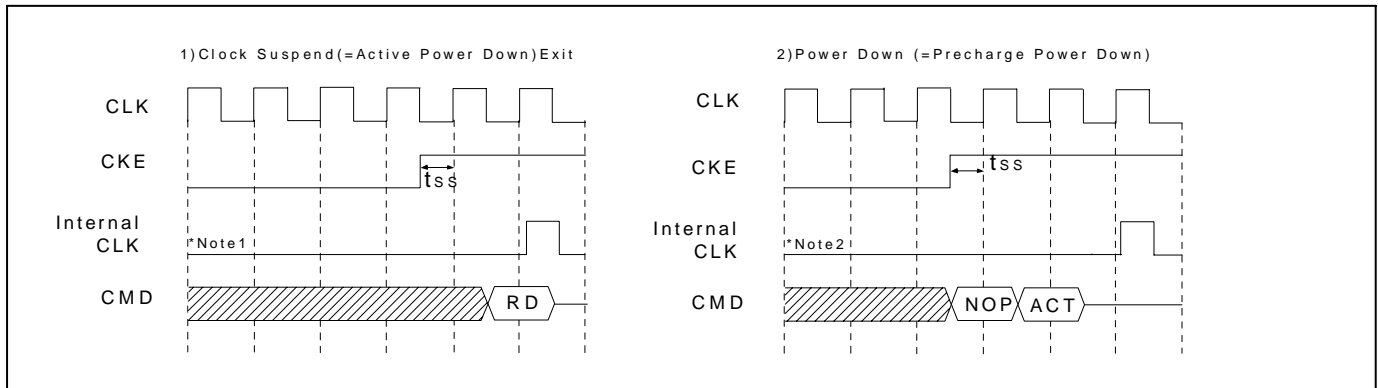 1)Clock Suspend(=Active Power Down)Exit
CLK
CKE
tss
Internal
CLK
*Note1
CMD
RD
2)Power Down (=Precharge Power Down)
CLK
CKE
tss
Internal
CLK
*Note2
CMD
NOP
ACT